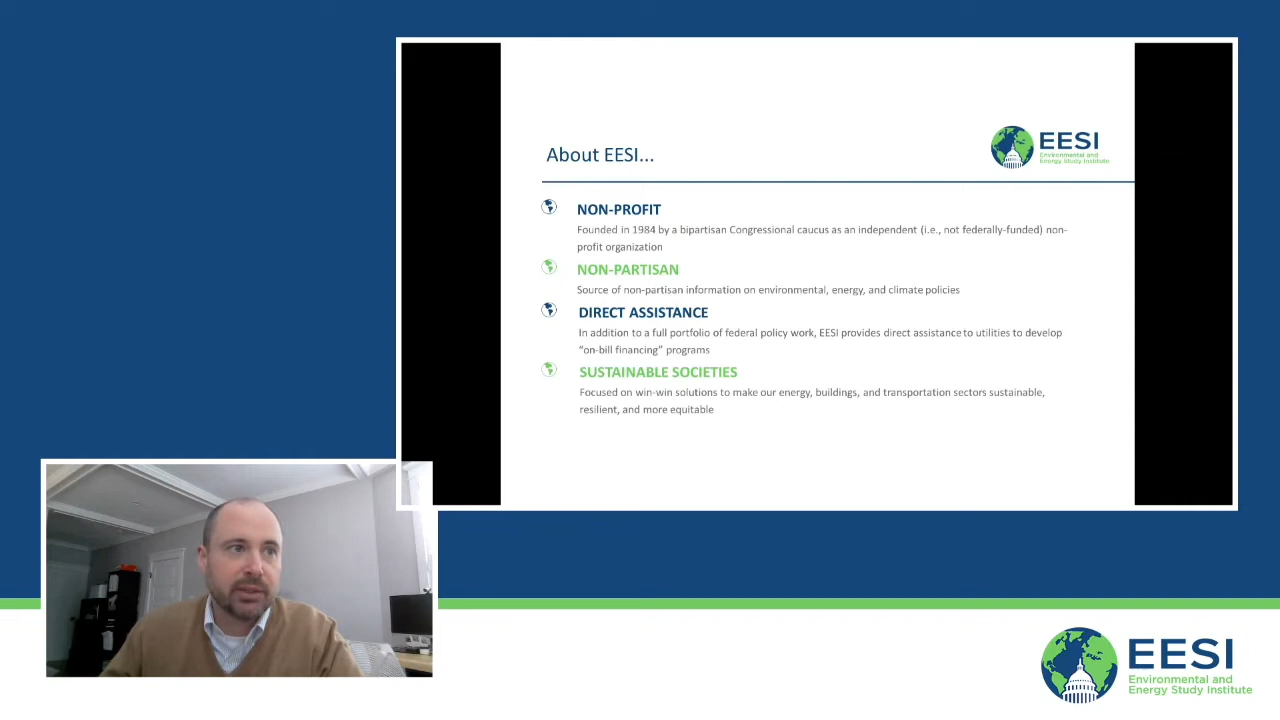 About EESI...
EESI
Environmental and
Energy Study Institute
NON-PROFIT
Founded in 1984 by a bipartisan Congressional caucus as an independent (i.e., not federally-funded) non-
profit organization
NON-PARTISAN
Source of non-partisan information on environmental, energy, and climate policies
DIRECT ASSISTANCE
In addition to a full portfolio of federal policy work, EESI provides direct assistance to utilities to develop
“on-bill financing” programs
SUSTAINABLE SOCIETIES
Focused on win-win solutions to make our energy, buildings, and transportation sectors sustainable,
resilient, and more equitable
EESI
Environmental and
Energy Study Institute